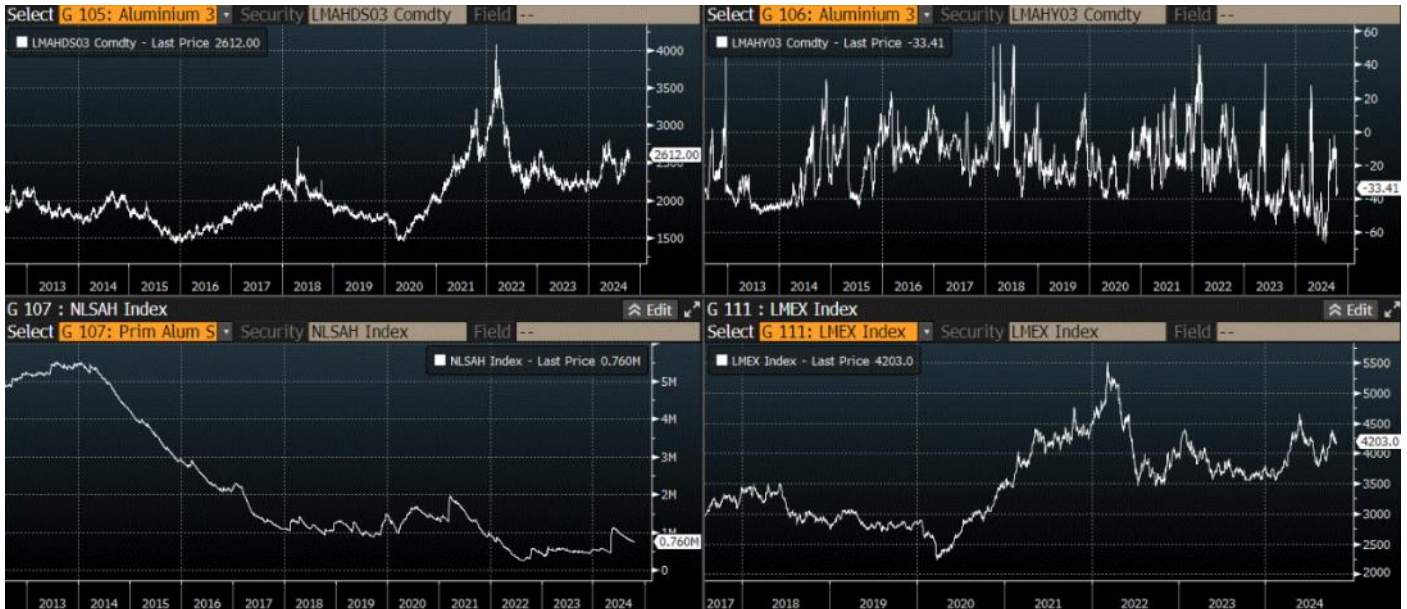 Select G 105: Aluminium 3 Security LMAHDS03 Comdty Field --
LMAHDS03 Comdty - Last Price 2612.00
4000
3500
3000
2612.00
2500
2000
1500
2013 2014 2015 2016 2017 2018 2019 2020 2021 2022 2023 2024
Select G 106: Aluminium 3 Security LMAHY03 Comdty Field --
LMAHY03 Comdty - Last Price -33.41
60
40
20
0
-20
-33.41
-40
-60
2013 2014 2015 2016 2017 2018 2019 2020 2021 2022 2023 2024
G 107 : NLSAH Index Edit
Select G 107: Prim Alum S Security NLSAH Index Field --
NLSAH Index - Last Price 0.760M
5M
4M
3M
2M
1M
0.760M
0
2013 2014 2015 2016 2017 2018 2019 2020 2021 2022 2023 2024
G 111 : LMEX Index Edit
Select G 111: LMEX Index Security LMEX Index Field --
LMEX Index - Last Price 4203.0
5500
5000
4500
4203.0
4000
3500
3000
2500
2000
2017 2018 2019 2020 2021 2022 2023 2024